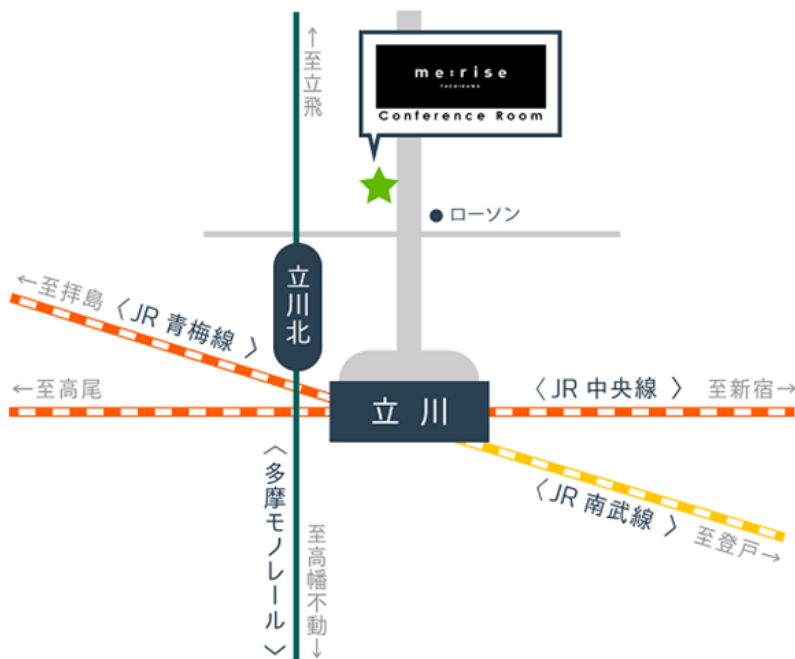 ↑至立飛
me:rise
TACHIKAWA
Conference Room
ローソン
立川北
←至拝島
〈 JR 青梅線 〉
←至高尾
立川
〈 JR 中央線 〉
至新宿→
〈 多摩モノレール 〉
至高幡不動↓
〈 JR 南武線 〉
至登戸→